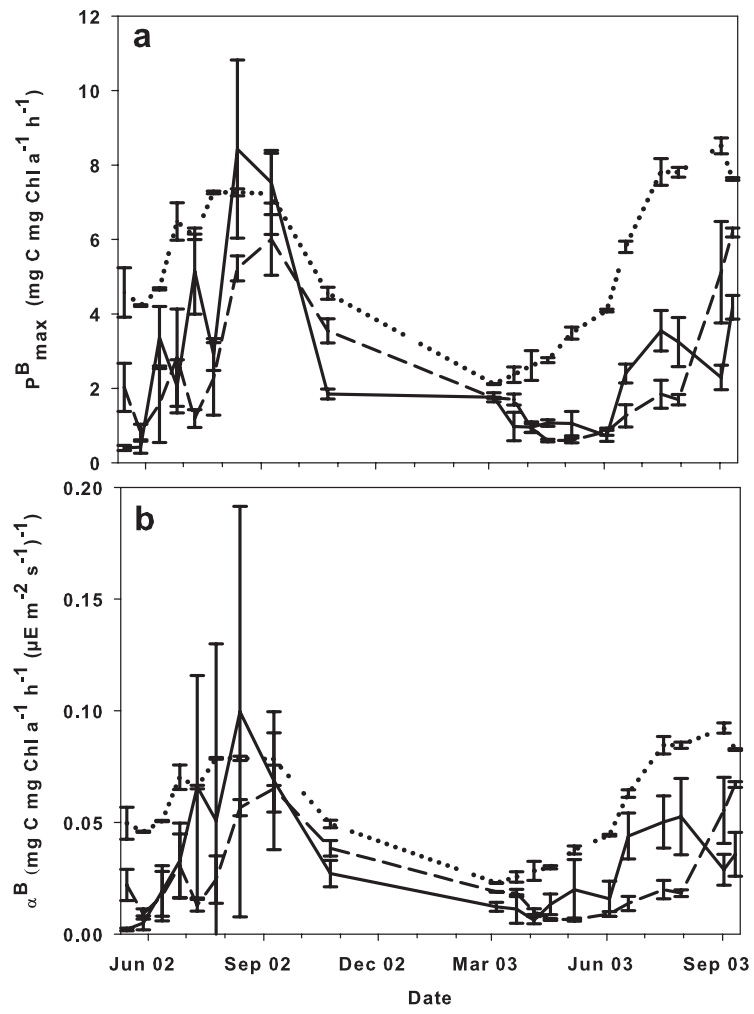 a
12
10
8
6
4
2
0
P^B_max (mg C mg Chl a^-1 h^-1)
b
0.20
0.15
0.10
0.05
0.00
α^B (mg C mg Chl a^-1 h^-1 (µE m^-2 s^-1)^-1)
Jun 02 Sep 02 Dec 02 Mar 03 Jun 03 Sep 03
Date